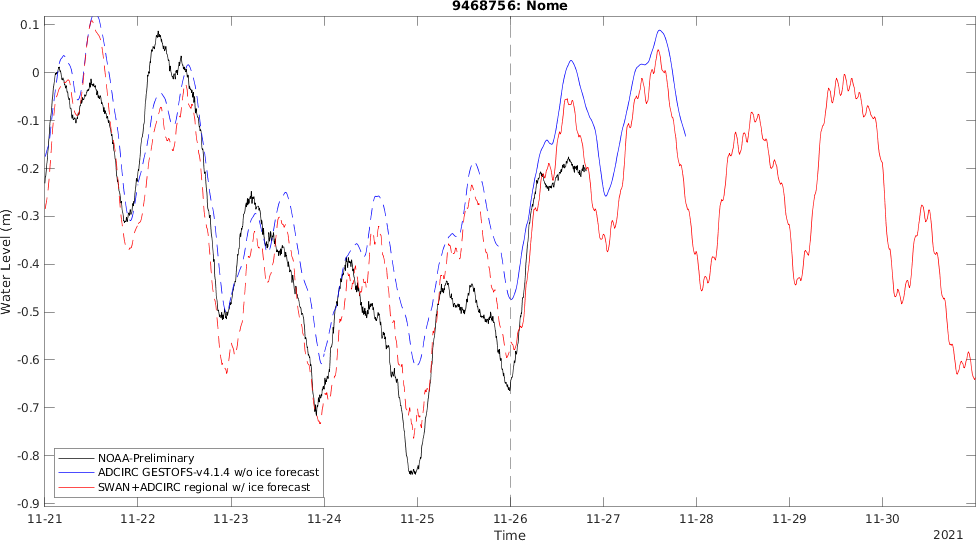 9468756: Nome
0.1
0
-0.1
-0.2
-0.3
-0.4
-0.5
-0.6
-0.7
-0.8
-0.9
Water Level (m)
NOAA-Preliminary
ADCIRC GESTOFS-v4.1.4 w/o ice forecast
SWAN+ADCIRC regional w/ ice forecast
11-21 11-22 11-23 11-24 11-25 11-26 11-27 11-28 11-29 11-30
Time
2021